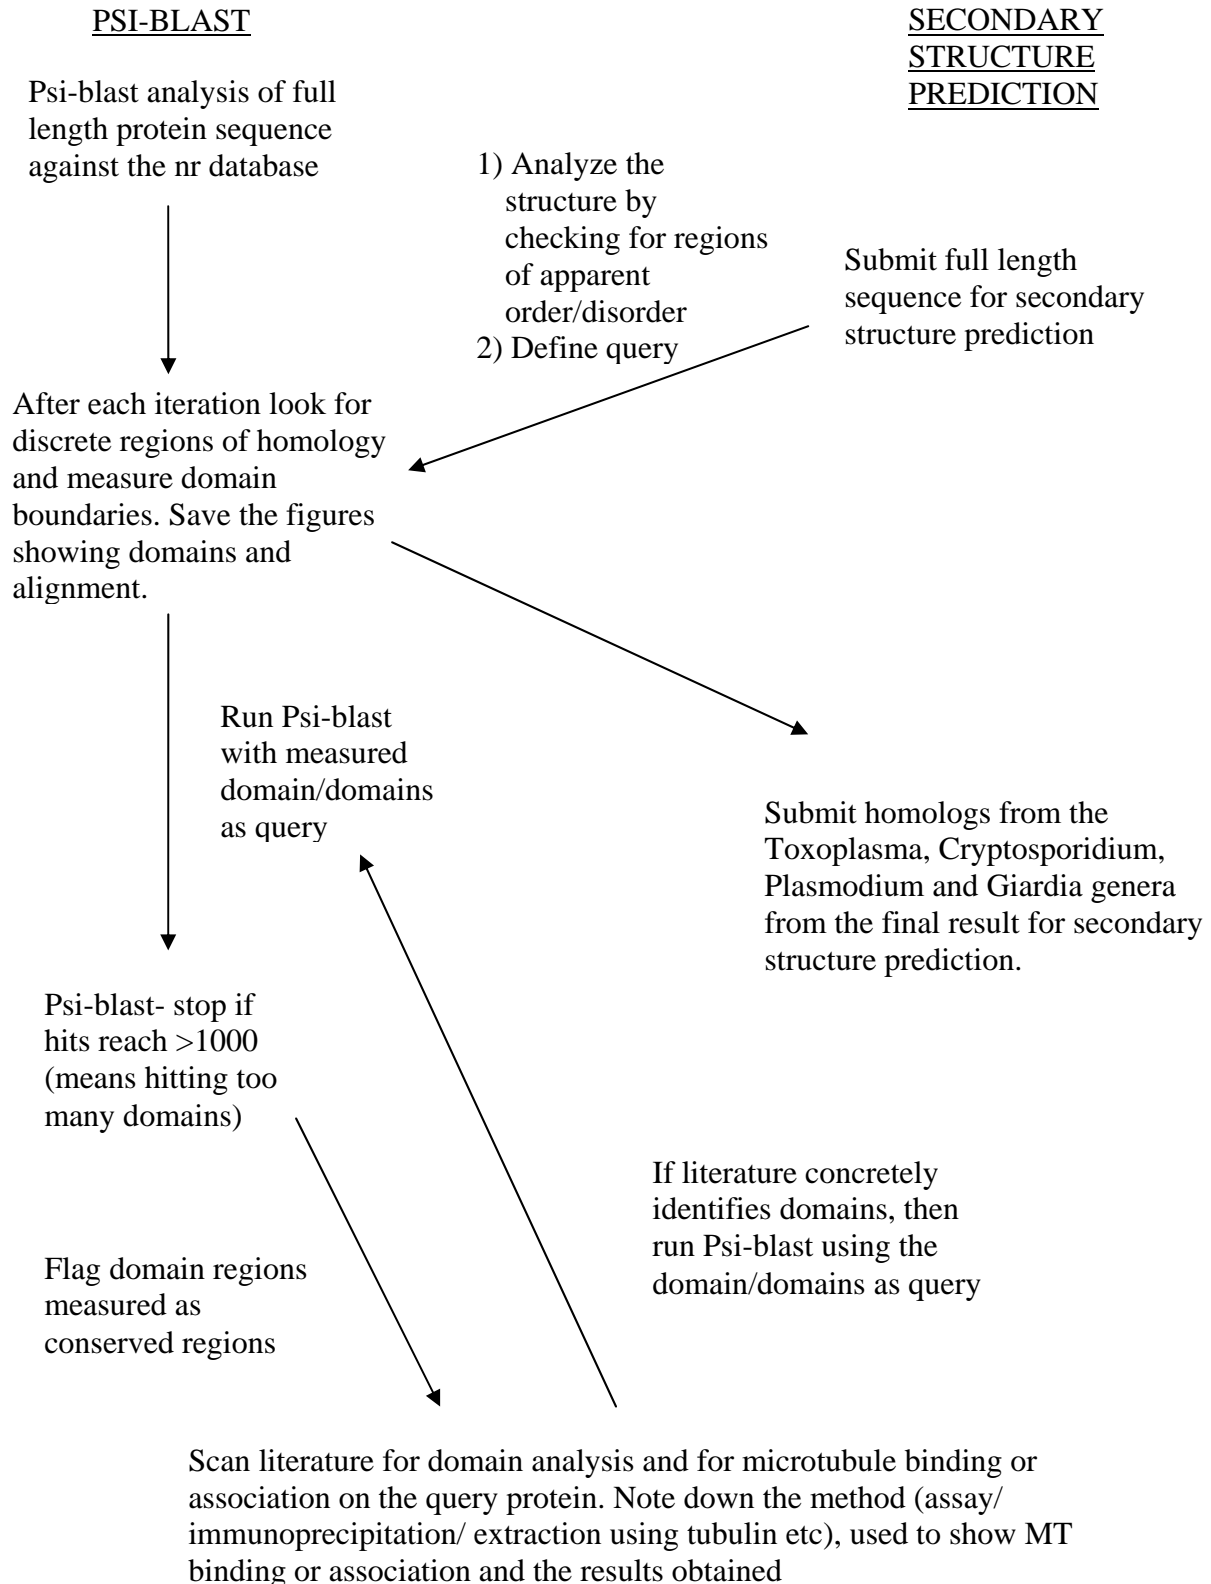 PSI-BLAST
SECONDARY
STRUCTURE
PREDICTION
Psi-blast analysis of full
length protein sequence
against the nr database
1) Analyze the
structure by
checking for regions
of apparent
order/disorder
2) Define query
Submit full length
sequence for secondary
structure prediction
After each iteration look for
discrete regions of homology
and measure domain
boundaries. Save the figures
showing domains and
alignment.
Run Psi-blast
with measured
domain/domains
as query
Submit homologs from the
Toxoplasma, Cryptosporidium,
Plasmodium and Giardia genera
from the final result for secondary
structure prediction.
Psi-blast- stop if
hits reach >1000
(means hitting too
many domains)
If literature concretely
identifies domains, then
run Psi-blast using the
domain/domains as query
Flag domain regions
measured as
conserved regions
Scan literature for domain analysis and for microtubule binding or
association on the query protein. Note down the method (assay/
immunoprecipitation/ extraction using tubulin etc), used to show MT
binding or association and the results obtained